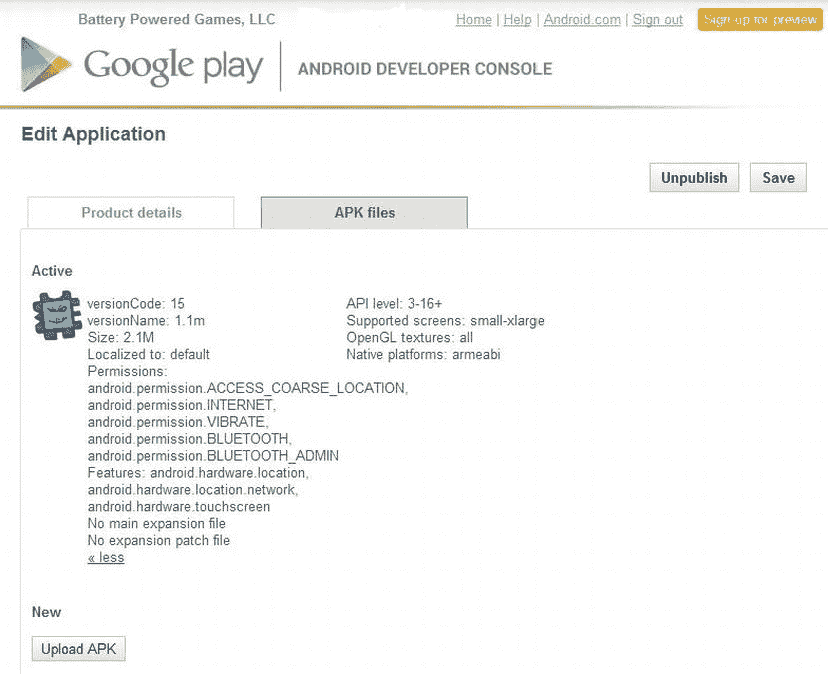 Battery Powered Games, LLC
Home | Help | Android.com | Sign out
Sign up for preview
Google play
ANDROID DEVELOPER CONSOLE
Edit Application
Unpublish
Save
Product details
APK files
Active
versionCode: 15
versionName: 1.1m
Size: 2.1M
Localized to: default
Permissions:
android.permission.ACCESS_COARSE_LOCATION,
android.permission.INTERNET,
android.permission.VIBRATE,
android.permission.BLUETOOTH,
android.permission.BLUETOOTH_ADMIN
Features: android.hardware.location,
android.hardware.location.network,
android.hardware.touchscreen
No main expansion file
No expansion patch file
« less
API level: 3-16+
Supported screens: small-xlarge
OpenGL textures: all
Native platforms: armeabi
New
Upload APK